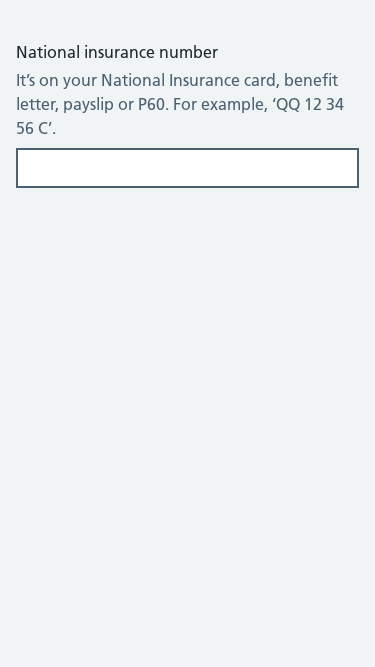 National insurance number
It’s on your National Insurance card, benefit
letter, payslip or P60. For example, ‘QQ 12 34
56 C’.